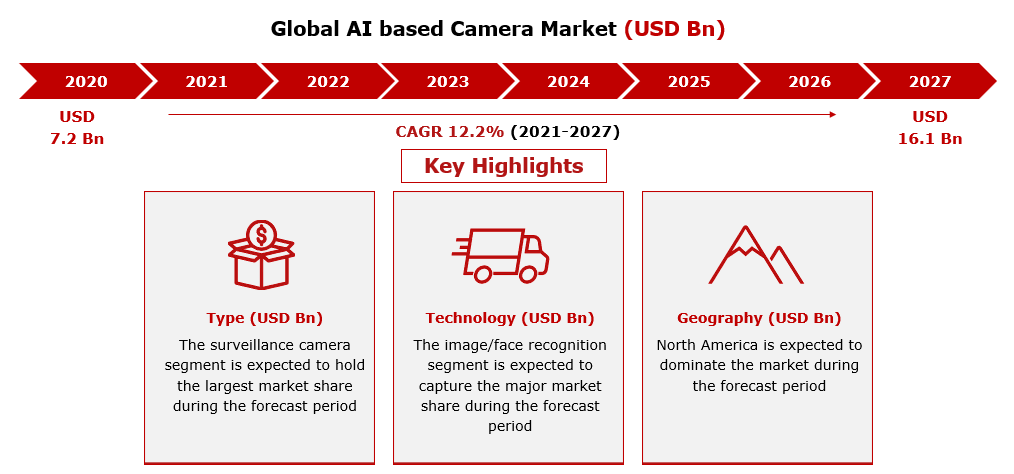 Global AI based Camera Market (USD Bn)
2020 2021 2022 2023 2024 2025 2026 2027
USD
7.2 Bn
USD
16.1 Bn
CAGR 12.2% (2021-2027)
Key Highlights
$
Type (USD Bn)
The surveillance camera
segment is expected to hold
the largest market share
during the forecast period
Technology (USD Bn)
The image/face recognition
segment is expected to
capture the major market
share during the forecast
period
Geography (USD Bn)
North America is expected to
dominate the market during
the forecast period